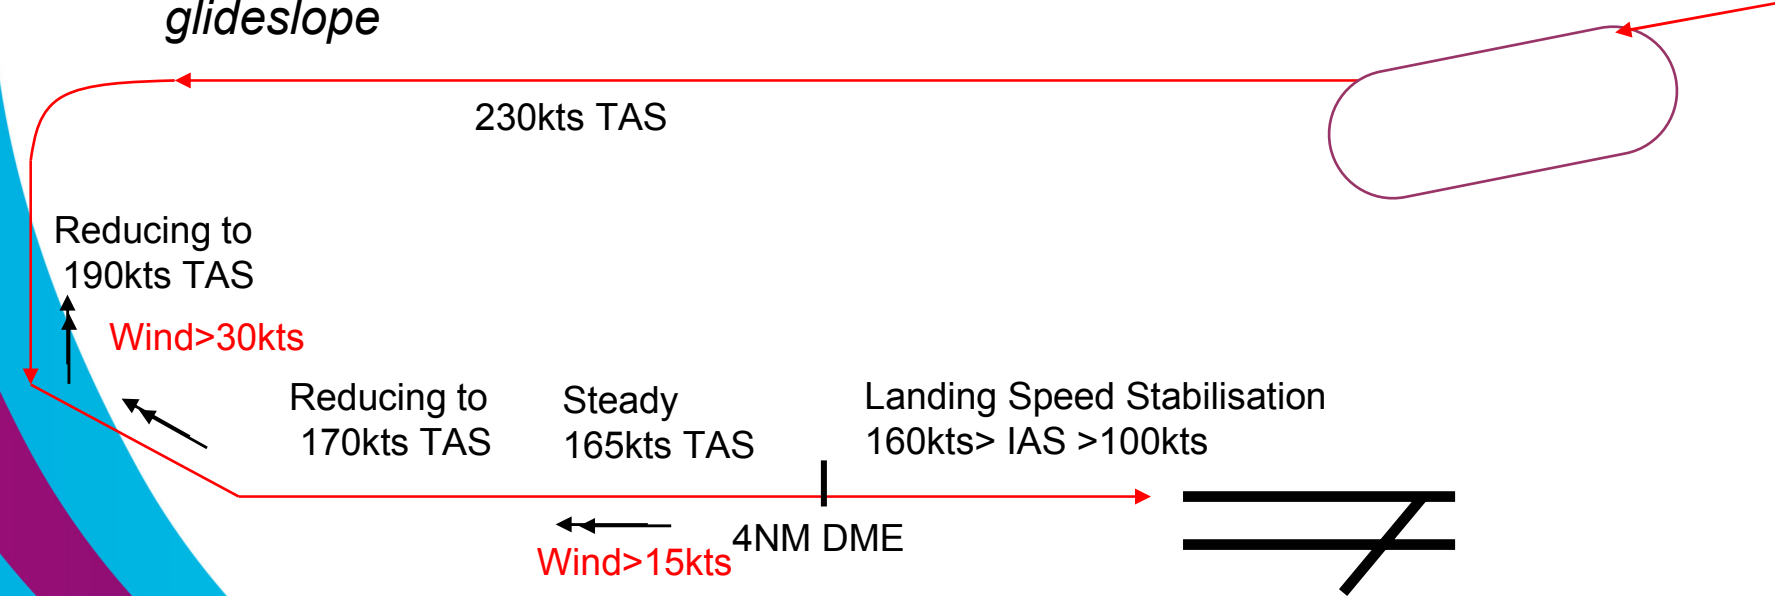 glideslope
230kts TAS
Reducing to
190kts TAS
Wind>30kts
Reducing to
170kts TAS
Steady
165kts TAS
Landing Speed Stabilisation
160kts> IAS >100kts
4NM DME
Wind>15kts